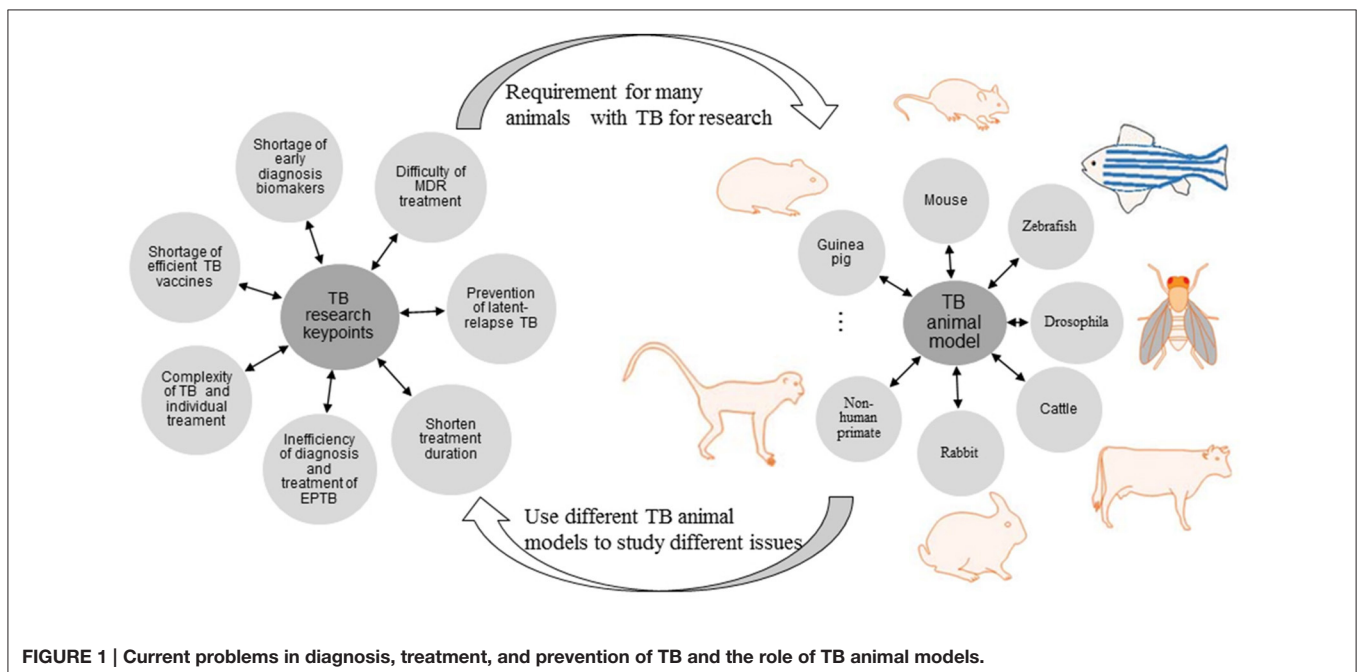 Requirement for many
animals with TB for research
Shortage of
early
diagnosis
biomakers
Difficulty of
MDR
treatment
Shortage of
efficient TB
vaccines
TB
research
keypoints
Prevention
of latent-
relapse TB
Complexity
of TB and
individual
treament
Inefficiency
of diagnosis
and
treatment of
EPTB
Shorten
treatment
duration
Mouse
Zebrafish
Guinea
pig
...
TB
animal
model
Drosophila
Non-
human
primate
Rabbit
Cattle
Use different TB animal
models to study different issues
FIGURE 1 | Current problems in diagnosis, treatment, and prevention of TB and the role of TB animal models.